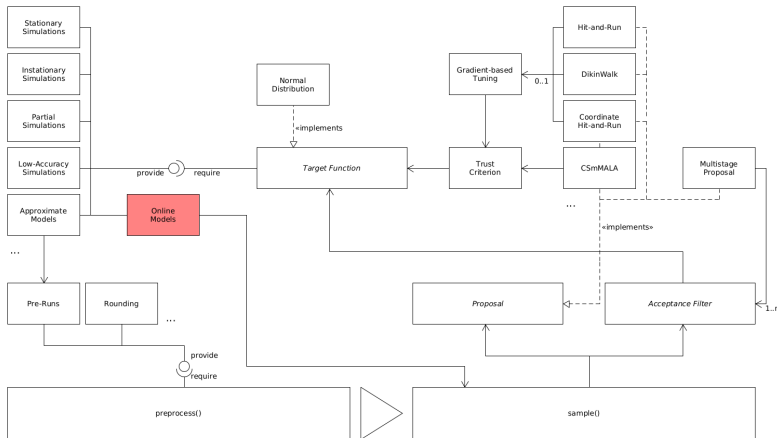 Stationary
Simulations
Hit-and-Run
Instationary
Simulations
Normal
Distribution
Gradient-based
Tuning
0..1
DikinWalk
«implements
Partial
Simulations
Coordinate
Hit-and-Run
Low-Accuracy
Simulations
provide
require
Target Function
Trust
Criterion
CSmMALA
Multistage
Proposal
...
Approximate
Models
Online
Models
«implements»
...
Pre-Runs
Rounding
...
Proposal
Acceptance Filter
provide
require
preprocess()
sample()